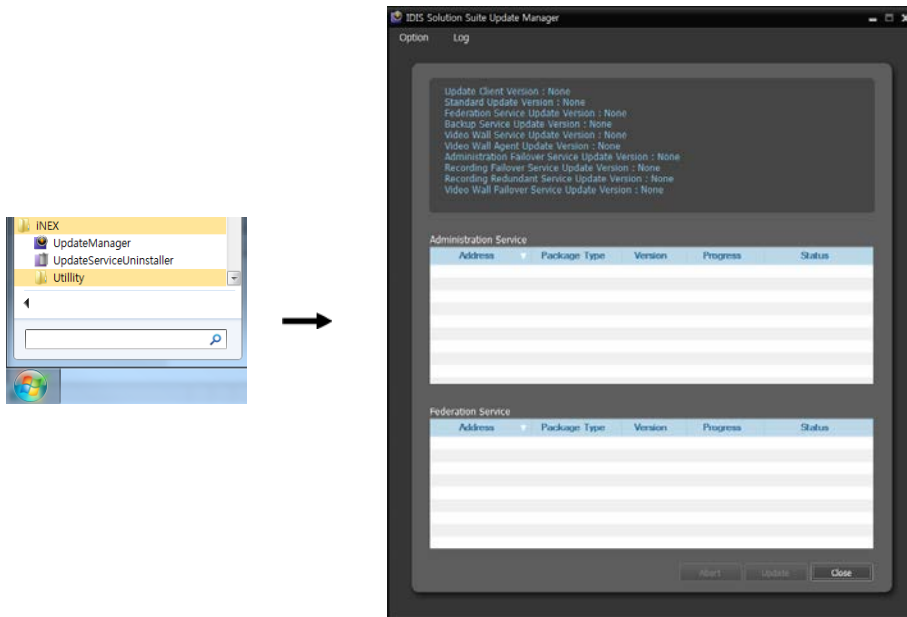 iNEX
UpdateManager
UpdateServiceUninstaller
Utillity
IDIS Solution Suite Update Manager
Option Log
Update Client Version : None
Standard Update Version : None
Federation Service Update Version : None
Backup Service Update Version : None
Video Wall Service Update Version : None
Video Wall Agent Update Version : None
Administration Failover Service Update Version : None
Recording Failover Service Update Version : None
Recording Redundant Service Update Version : None
Video Wall Failover Service Update Version : None
Administration Service
Address Package Type Version Progress Status
Federation Service
Address Package Type Version Progress Status
Abort Update Close